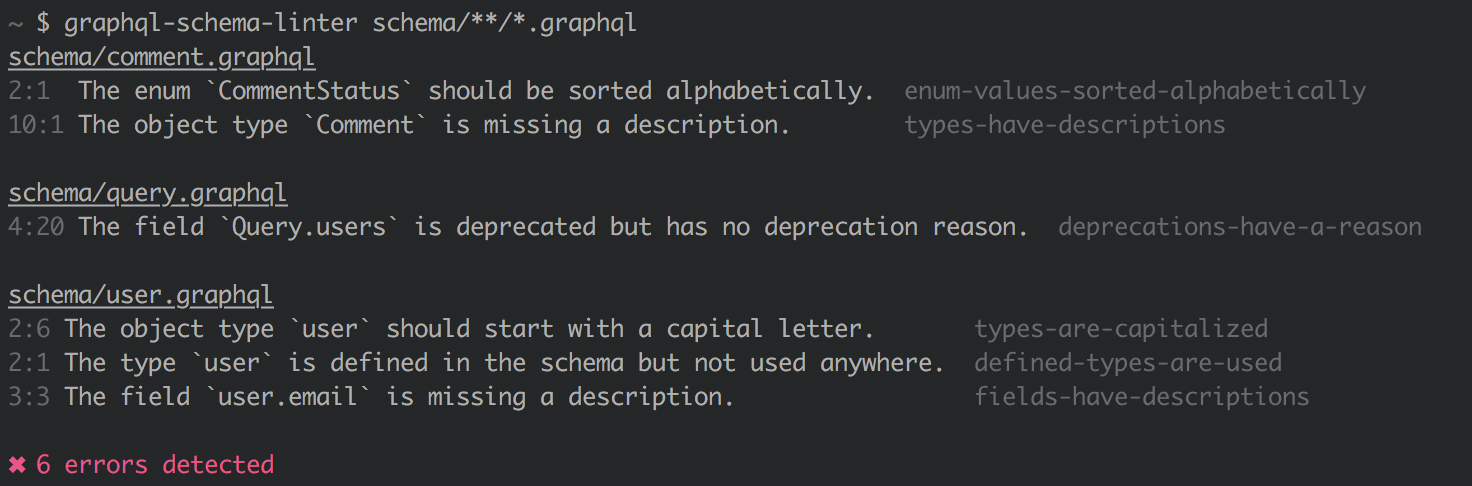 ~ $ graphql-schema-linter schema/**/*.graphql
schema/comment.graphql
2:1  The enum `CommentStatus` should be sorted alphabetically.  enum-values-sorted-alphabetically
10:1 The object type `Comment` is missing a description.        types-have-descriptions
schema/query.graphql
4:20 The field `Query.users` is deprecated but has no deprecation reason.  deprecations-have-a-reason
schema/user.graphql
2:6 The object type `user` should start with a capital letter.       types-are-capitalized
2:1 The type `user` is defined in the schema but not used anywhere.  defined-types-are-used
3:3 The field `user.email` is missing a description.                 fields-have-descriptions
✖ 6 errors detected